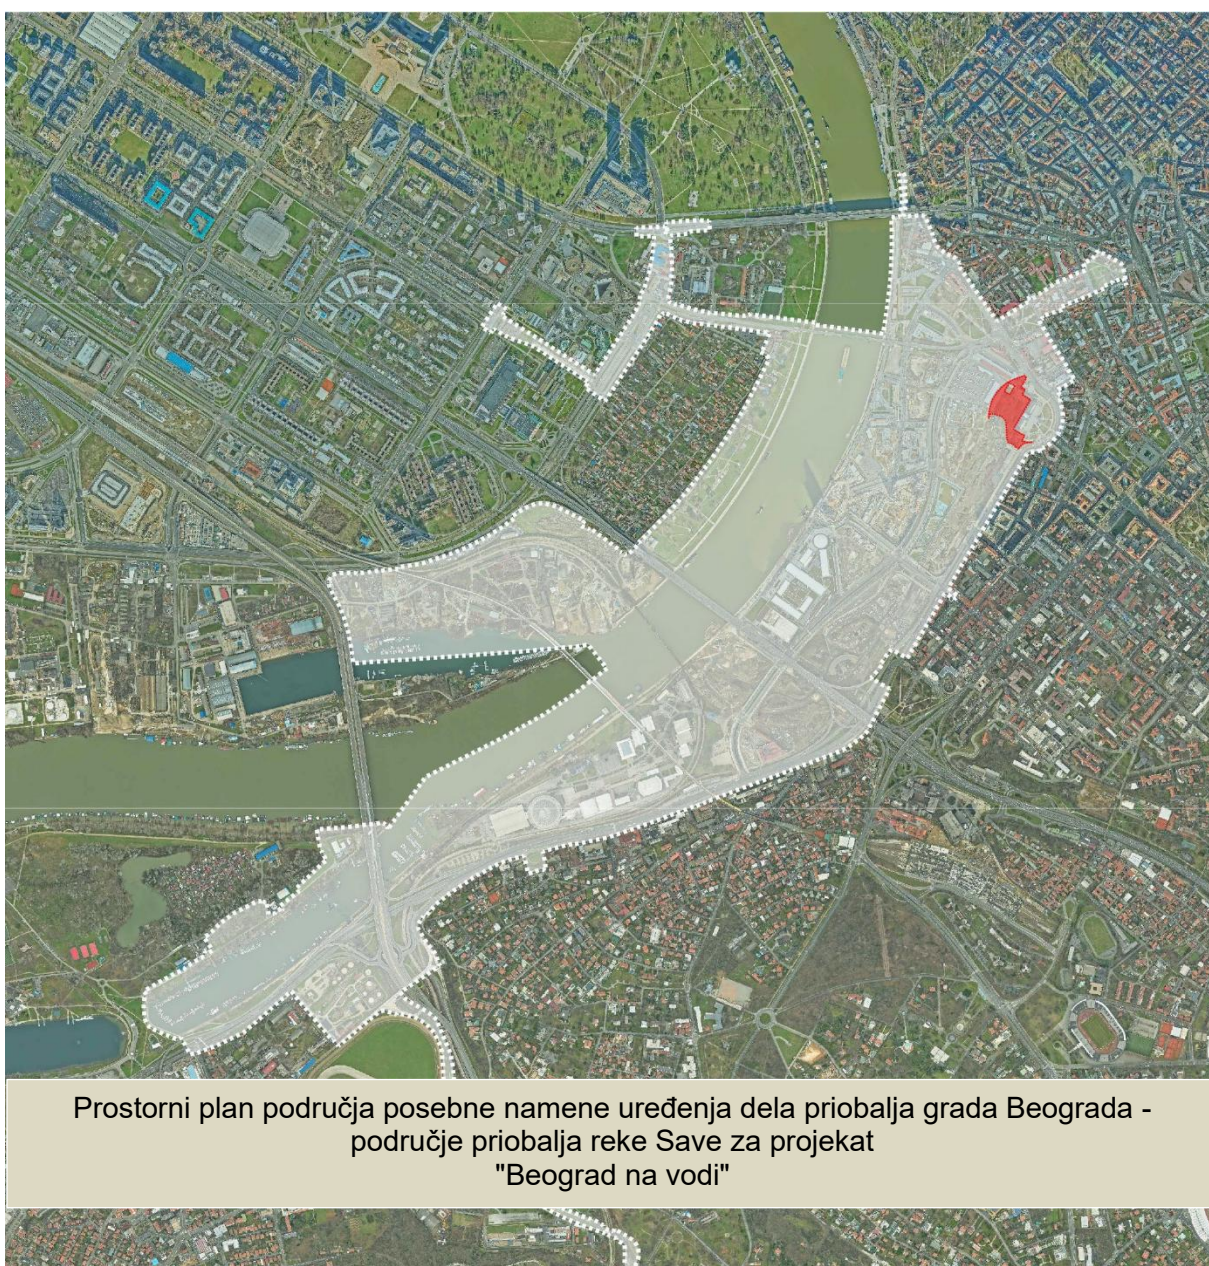 Prostorni plan područja posebne namene uređenja dela priobalja grada Beograda -
područje priobalja reke Save za projekat
"Beograd na vodi"